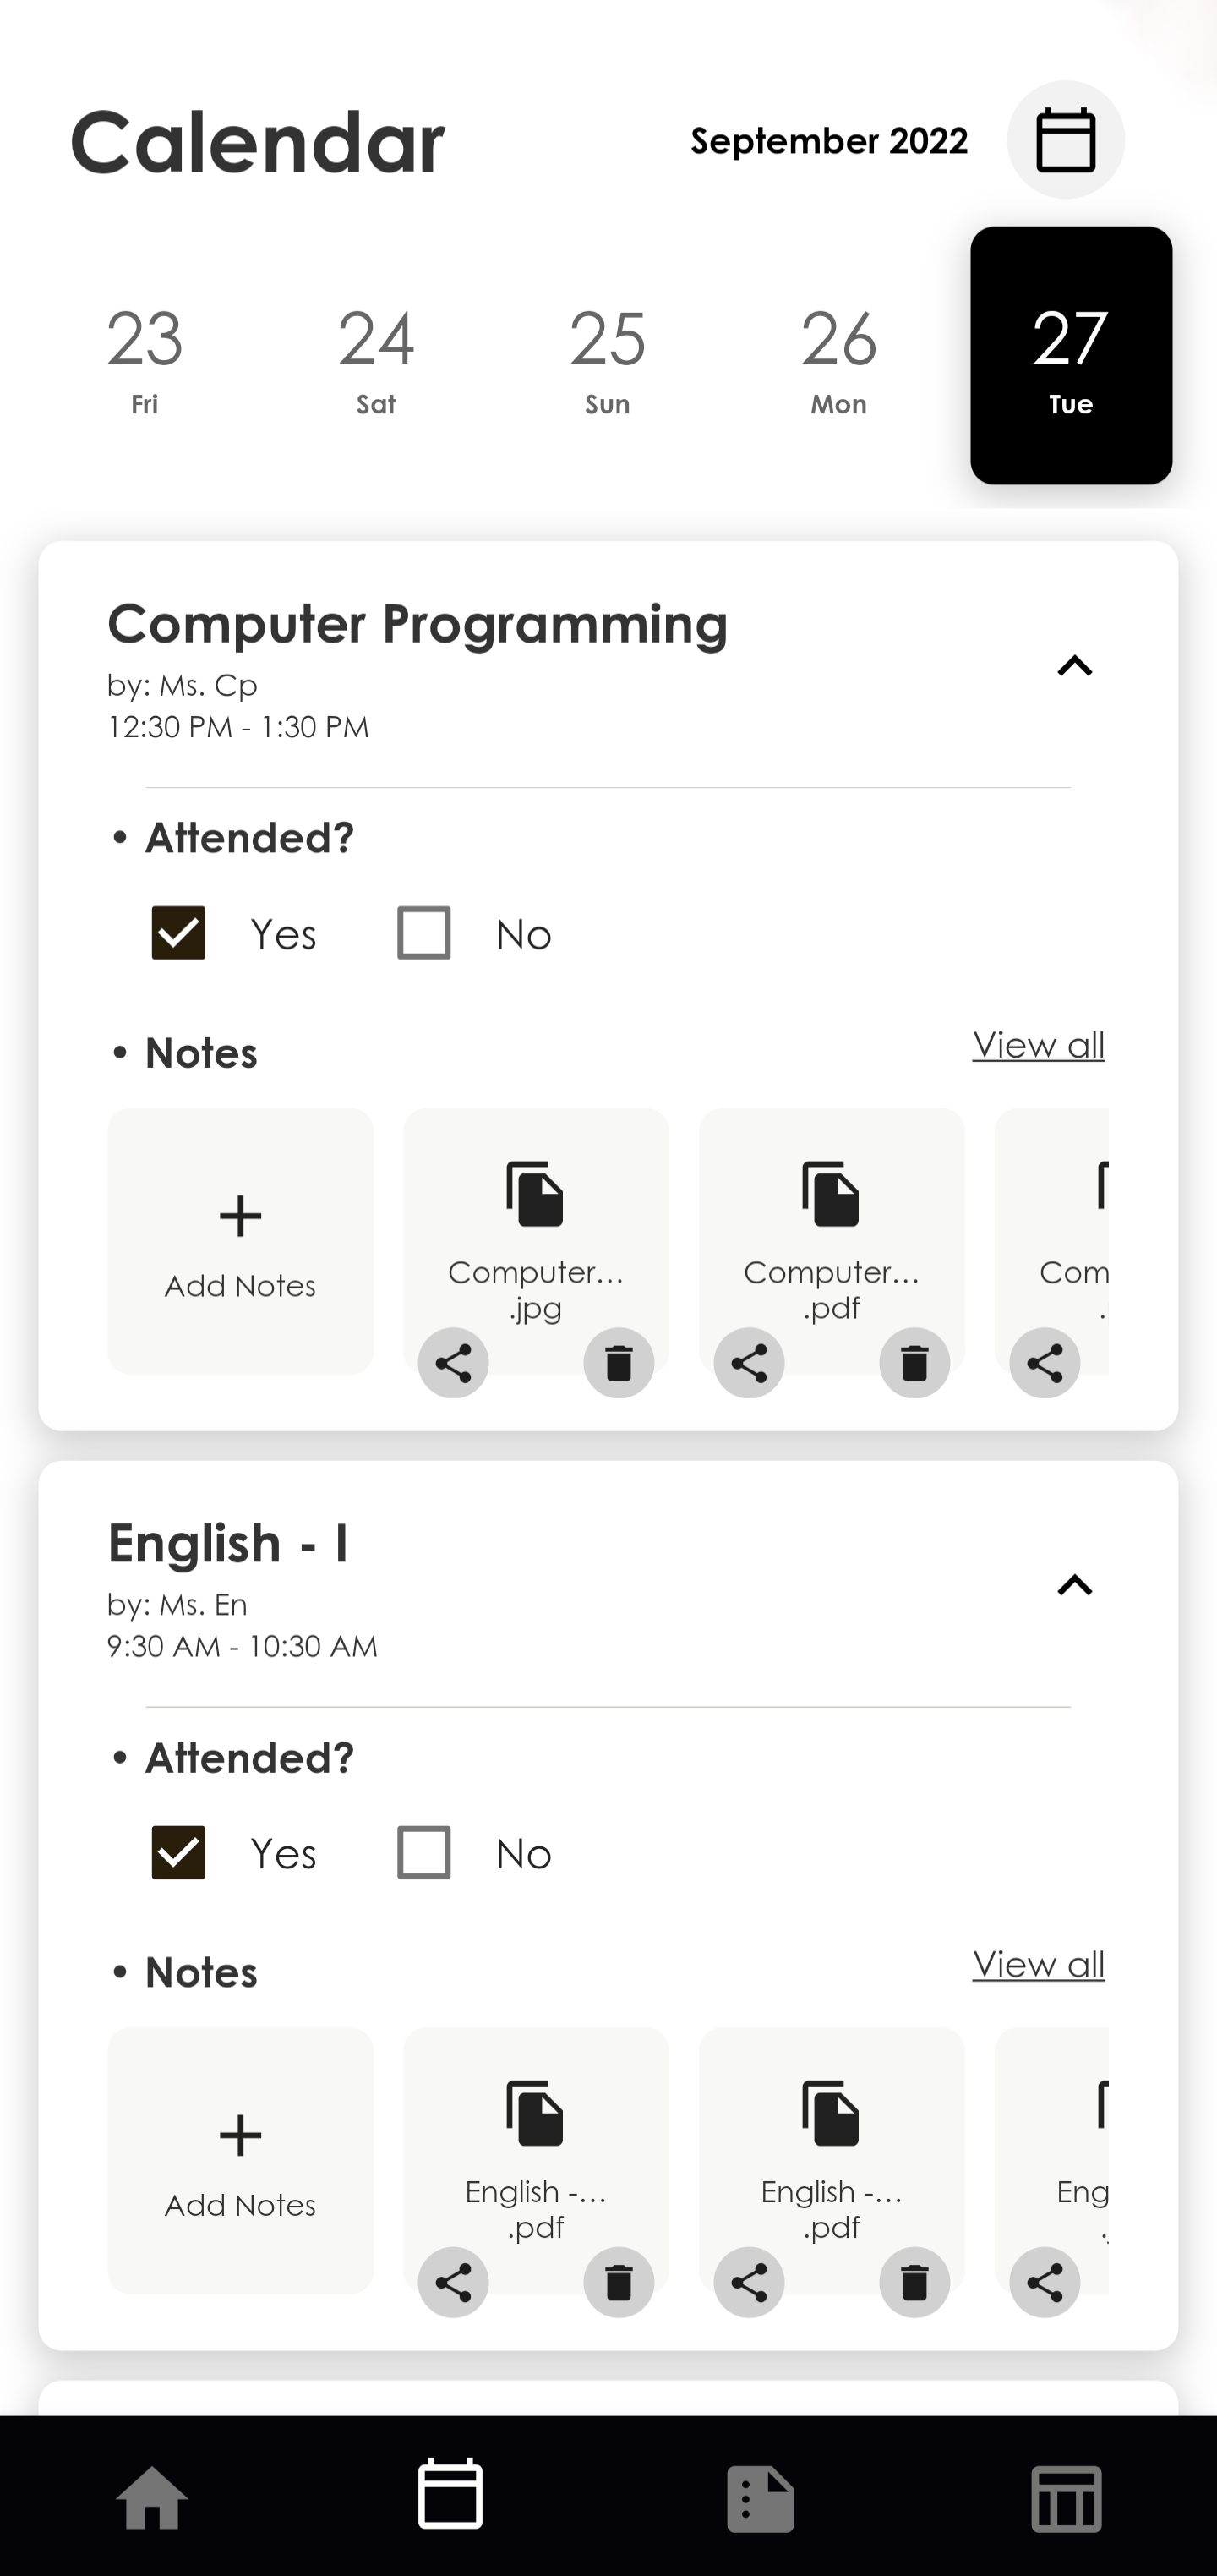 Calendar
September 2022
23
Fri
24
Sat
25
Sun
26
Mon
27
Tue
Computer Programming
by: Ms. Cp
12:30 PM - 1:30 PM
• Attended?
Yes
No
• Notes
View all
Add Notes
Computer...
.jpg
Computer...
.pdf
Com
.
English - I
by: Ms. En
9:30 AM - 10:30 AM
• Attended?
Yes
No
• Notes
View all
Add Notes
English -...
.pdf
English -...
.pdf
Eng
.